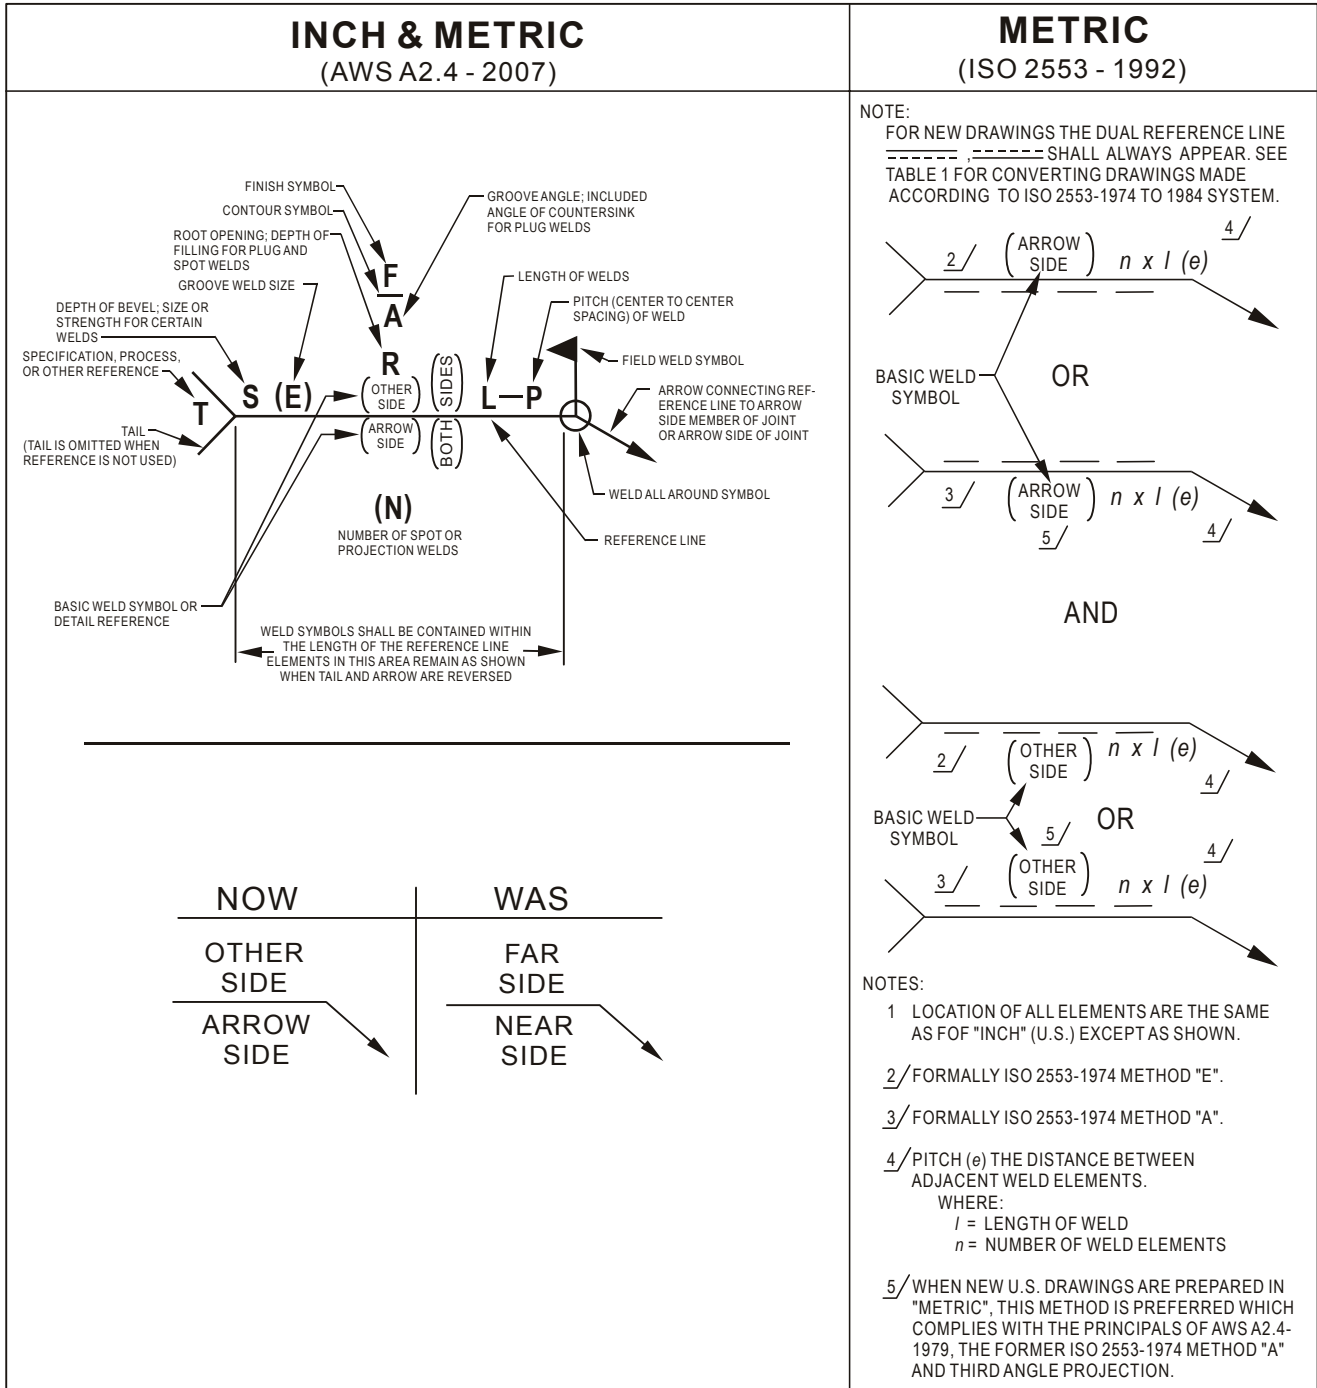 INCH & METRIC
(AWS A2.4 - 2007)
FINISH SYMBOL
CONTOUR SYMBOL
ROOT OPENING; DEPTH OF
FILLING FOR PLUG AND
SPOT WELDS
GROOVE WELD SIZE
DEPTH OF BEVEL; SIZE OR
STRENGTH FOR CERTAIN
WELDS
SPECIFICATION, PROCESS,
OR OTHER REFERENCE
TAIL
(TAIL IS OMITTED WHEN
REFERENCE IS NOT USED)
GROOVE ANGLE; INCLUDED
ANGLE OF COUNTERSINK
FOR PLUG WELDS
LENGTH OF WELDS
PITCH (CENTER TO CENTER
SPACING) OF WELD
FIELD WELD SYMBOL
ARROW CONNECTING REF-
ERENCE LINE TO ARROW
SIDE MEMBER OF JOINT
OR ARROW SIDE OF JOINT
WELD ALL AROUND SYMBOL
REFERENCE LINE
F
A
R
T
S (E)
(OTHER
SIDE)
(ARROW
SIDE)
(SIDES)
(BOTH)
L—P
(N)
NUMBER OF SPOT OR
PROJECTION WELDS
BASIC WELD SYMBOL OR
DETAIL REFERENCE
WELD SYMBOLS SHALL BE CONTAINED WITHIN
THE LENGTH OF THE REFERENCE LINE
ELEMENTS IN THIS AREA REMAIN AS SHOWN
WHEN TAIL AND ARROW ARE REVERSED
NOW WAS
OTHER
SIDE
ARROW
SIDE
FAR
SIDE
NEAR
SIDE
METRIC
(ISO 2553 - 1992)
NOTE:
FOR NEW DRAWINGS THE DUAL REFERENCE LINE
, SHALL ALWAYS APPEAR. SEE
TABLE 1 FOR CONVERTING DRAWINGS MADE
ACCORDING TO ISO 2553-1974 TO 1984 SYSTEM.
4/
2/ (ARROW
SIDE) n x l (e)
BASIC WELD
SYMBOL
OR
3/ (ARROW
SIDE) n x l (e)
5/ 4/
AND
2/ (OTHER
SIDE) n x l (e)
4/
BASIC WELD
SYMBOL
5/ OR
4/
3/ (OTHER
SIDE) n x l (e)
NOTES:
1 LOCATION OF ALL ELEMENTS ARE THE SAME
AS FOF "INCH" (U.S.) EXCEPT AS SHOWN.
2/ FORMALLY ISO 2553-1974 METHOD "E".
3/ FORMALLY ISO 2553-1974 METHOD "A".
4/ PITCH (e) THE DISTANCE BETWEEN
ADJACENT WELD ELEMENTS.
WHERE:
l = LENGTH OF WELD
n = NUMBER OF WELD ELEMENTS
5/ WHEN NEW U.S. DRAWINGS ARE PREPARED IN
"METRIC", THIS METHOD IS PREFERRED WHICH
COMPLIES WITH THE PRINCIPALS OF AWS A2.4-
1979, THE FORMER ISO 2553-1974 METHOD "A"
AND THIRD ANGLE PROJECTION.